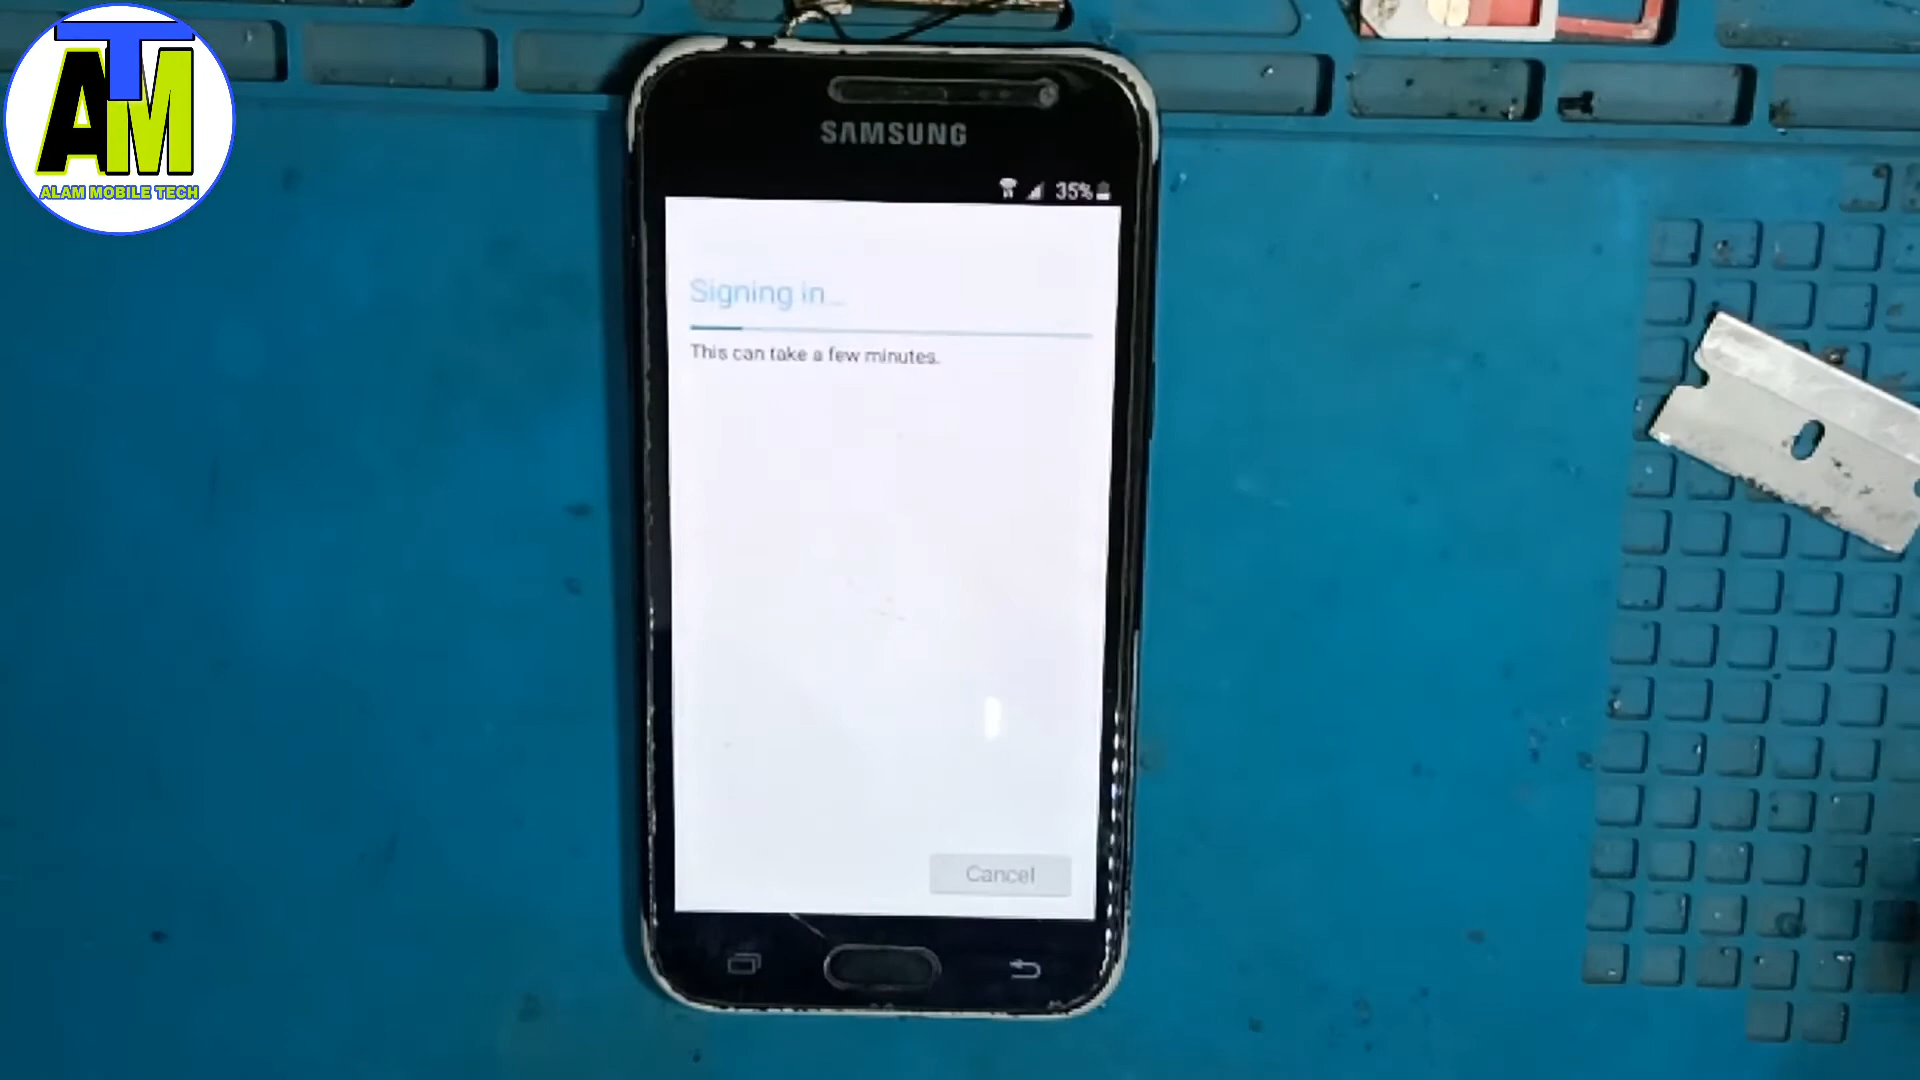 ATM
ALAM MOBILE TECH
SAMSUNG
35%
Signing in...
This can take a few minutes.
Cancel